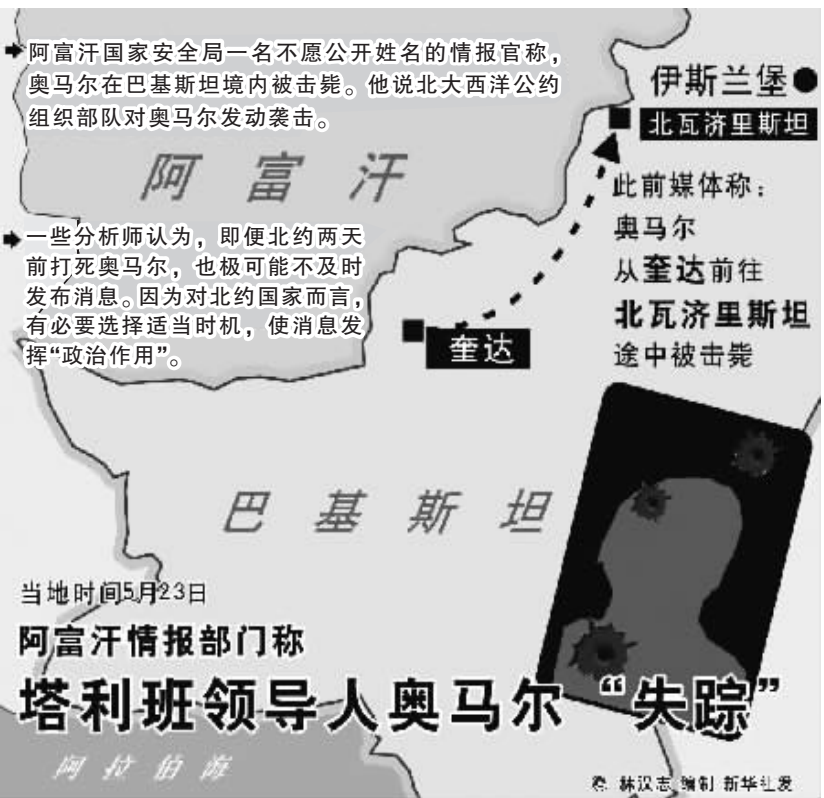 阿富汗国家安全局一名不愿公开姓名的情报官称，
奥马尔在巴基斯坦境内被击毙。他说北大西洋公约
组织部队对奥马尔发动袭击。
伊斯兰堡
北瓦济里斯坦
阿富汗
此前媒体称：
奥马尔
从奎达前往
北瓦济里斯坦
途中被击毙
一些分析师认为，即便北约两天
前打死奥马尔，也极可能不及时
发布消息。因为对北约国家而言，
有必要选择适当时机，使消息发
挥“政治作用”。
奎达
巴基斯坦
当地时间5月23日
阿富汗情报部门称
塔利班领导人奥马尔“失踪”
阿拉伯海
林汉志 编制 新华社发